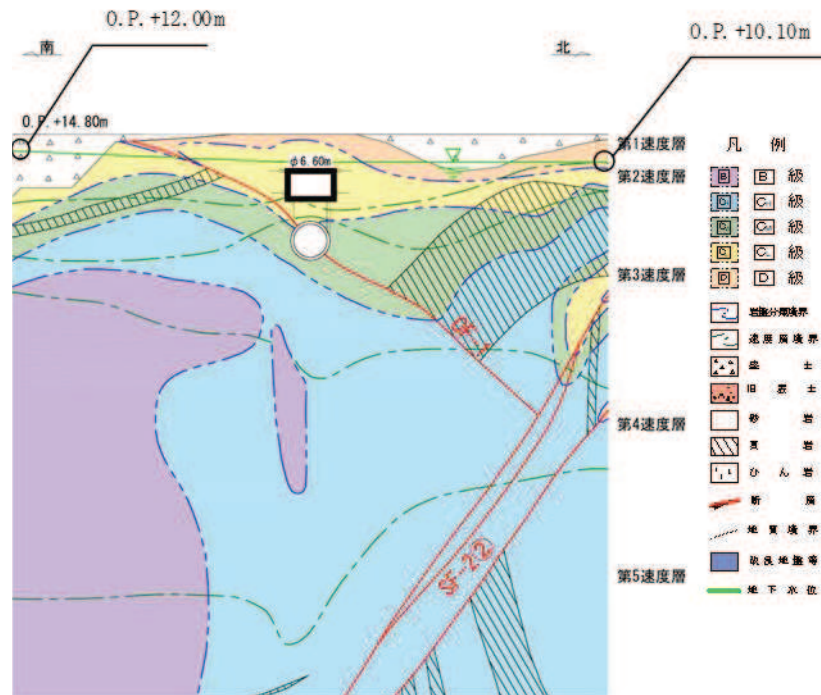 O.P. +12.00m
O.P. +10.10m
南
北
O.P.+14.80m
φ6.60m
第1速度層
第2速度層
第3速度層
第4速度層
第5速度層
SF-2②
凡 例
B B 級
CH CH 級
CM CM 級
CL CL 級
D D 級
岩盤分類境界
速度層境界
盛 土
旧 表 土
砂 岩
頁 岩
ひ ん 岩
断 層
地 質 境 界
改 良 地 盤 等
地 下 水 位